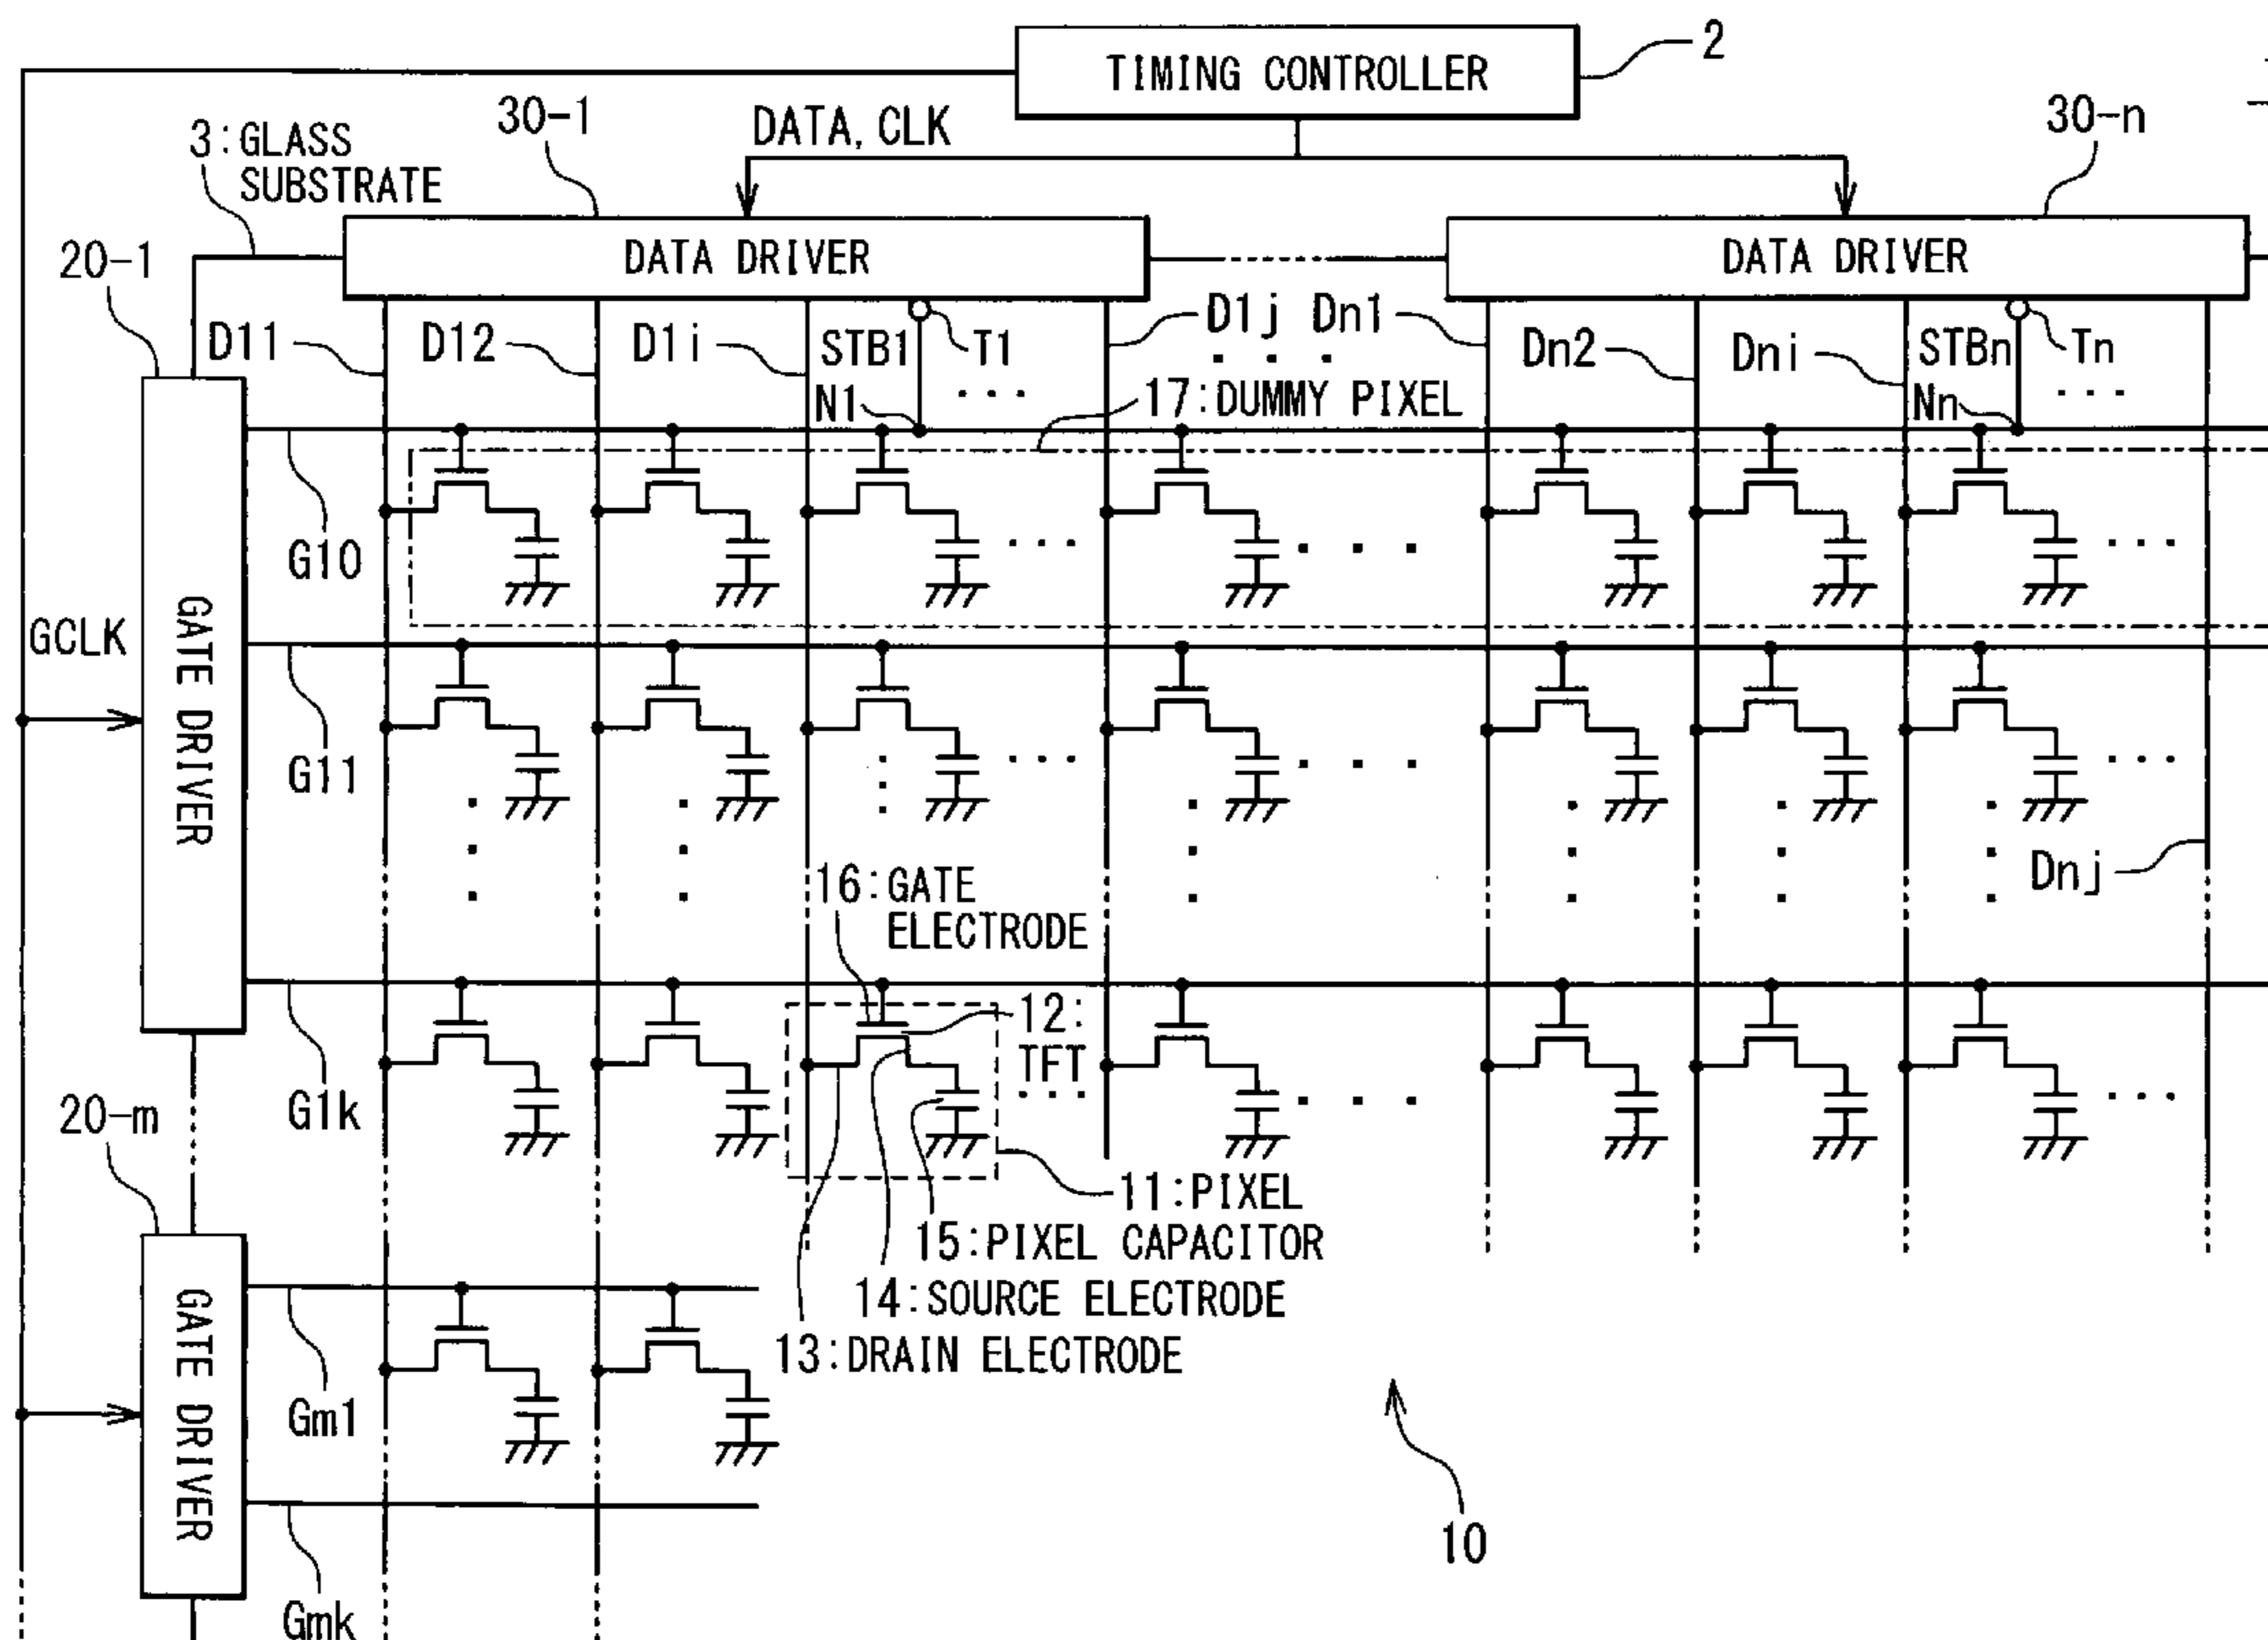 TIMING CONTROLLER
2
DATA, CLK
30-1
30-n
3:GLASS
SUBSTRATE
20-1
DATA DRIVER
DATA DRIVER
D11
D12
D1i
STB1
T1
D1j
Dn1
Dn2
Dni
STBn
Tn
N1
17:DUMMY PIXEL
Nn
G10
GCLK
GATE DRIVER
G11
Dnj
16:GATE
ELECTRODE
12:
TFT
G1k
20-m
11:PIXEL
15:PIXEL CAPACITOR
14:SOURCE ELECTRODE
13:DRAIN ELECTRODE
GATE DRIVER
Gm1
10
Gmk